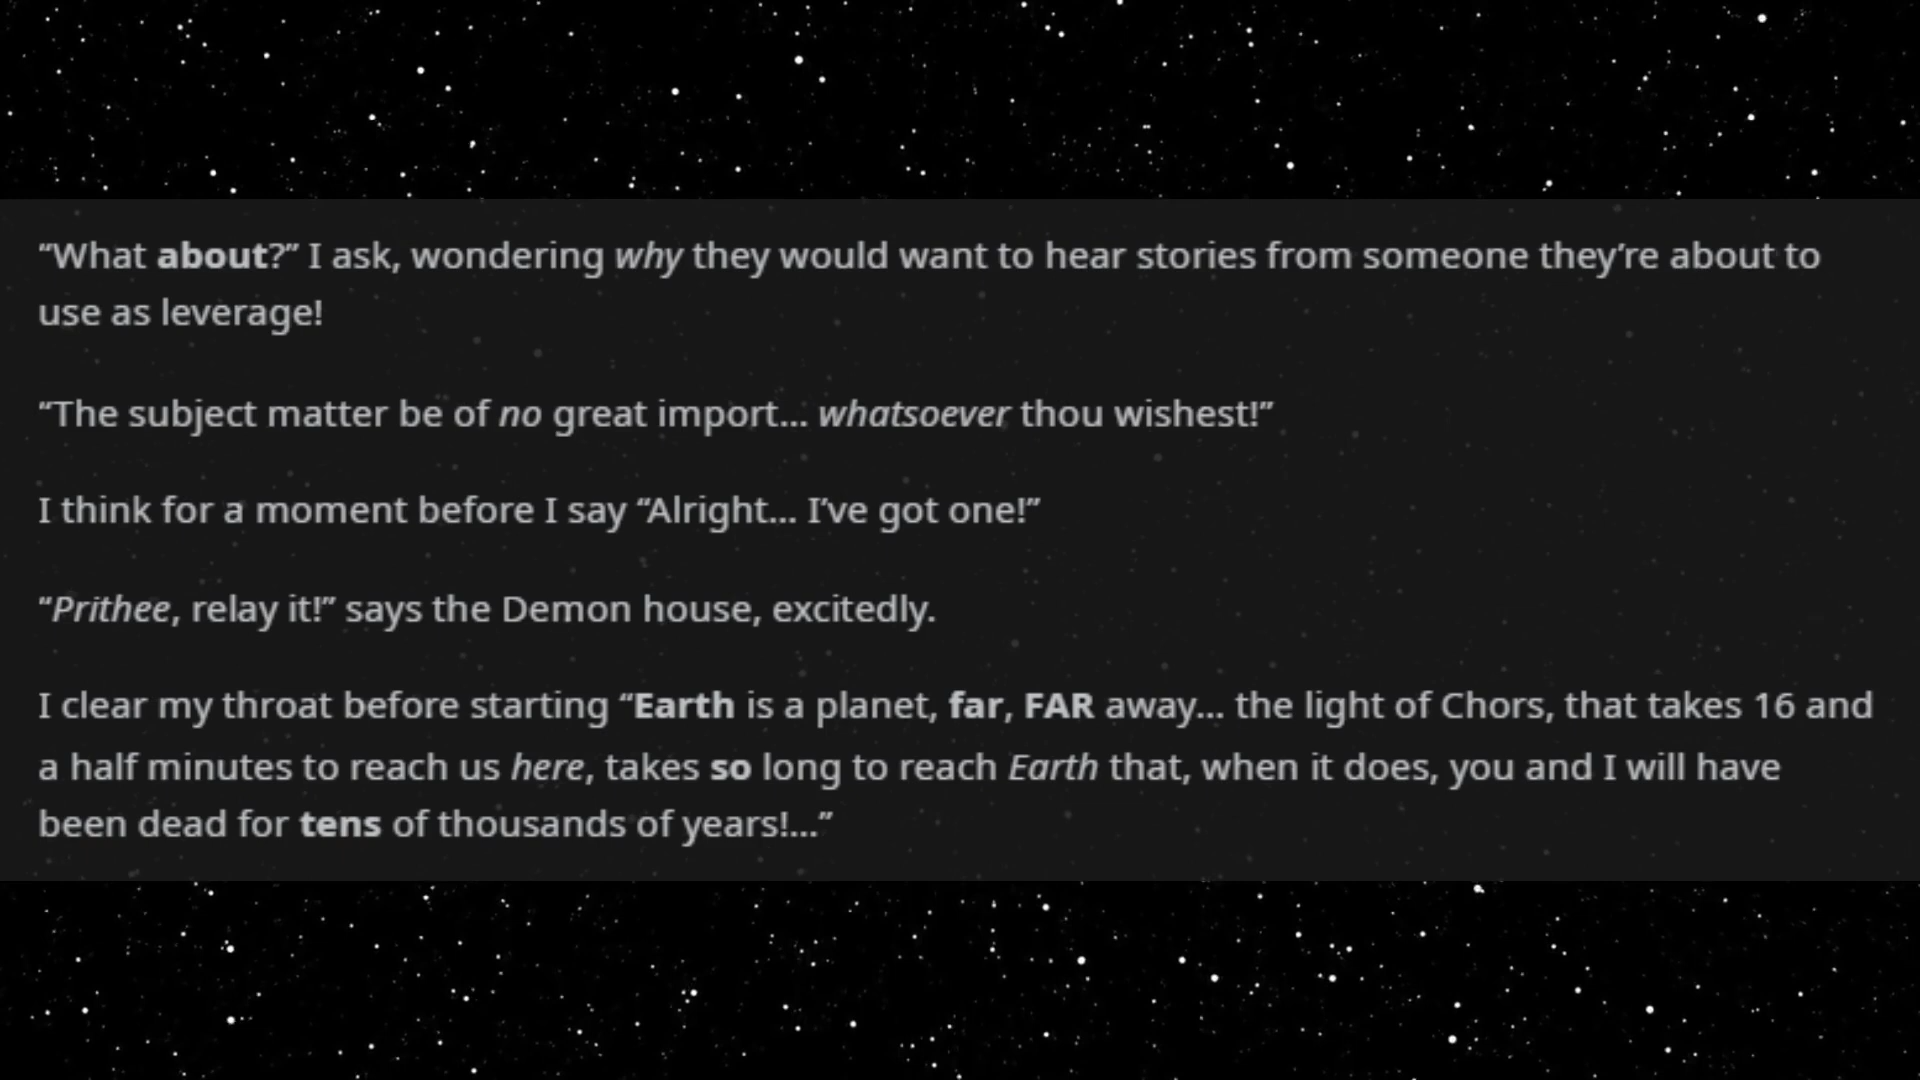 “What about?” I ask, wondering why they would want to hear stories from someone they’re about to
use as leverage!
“The subject matter be of no great import... whatsoever thou wishest!”
I think for a moment before I say “Alright... I’ve got one!”
“Prithee, relay it!” says the Demon house, excitedly.
I clear my throat before starting “Earth is a planet, far, FAR away... the light of Chors, that takes 16 and
a half minutes to reach us here, takes so long to reach Earth that, when it does, you and I will have
been dead for tens of thousands of years!...”